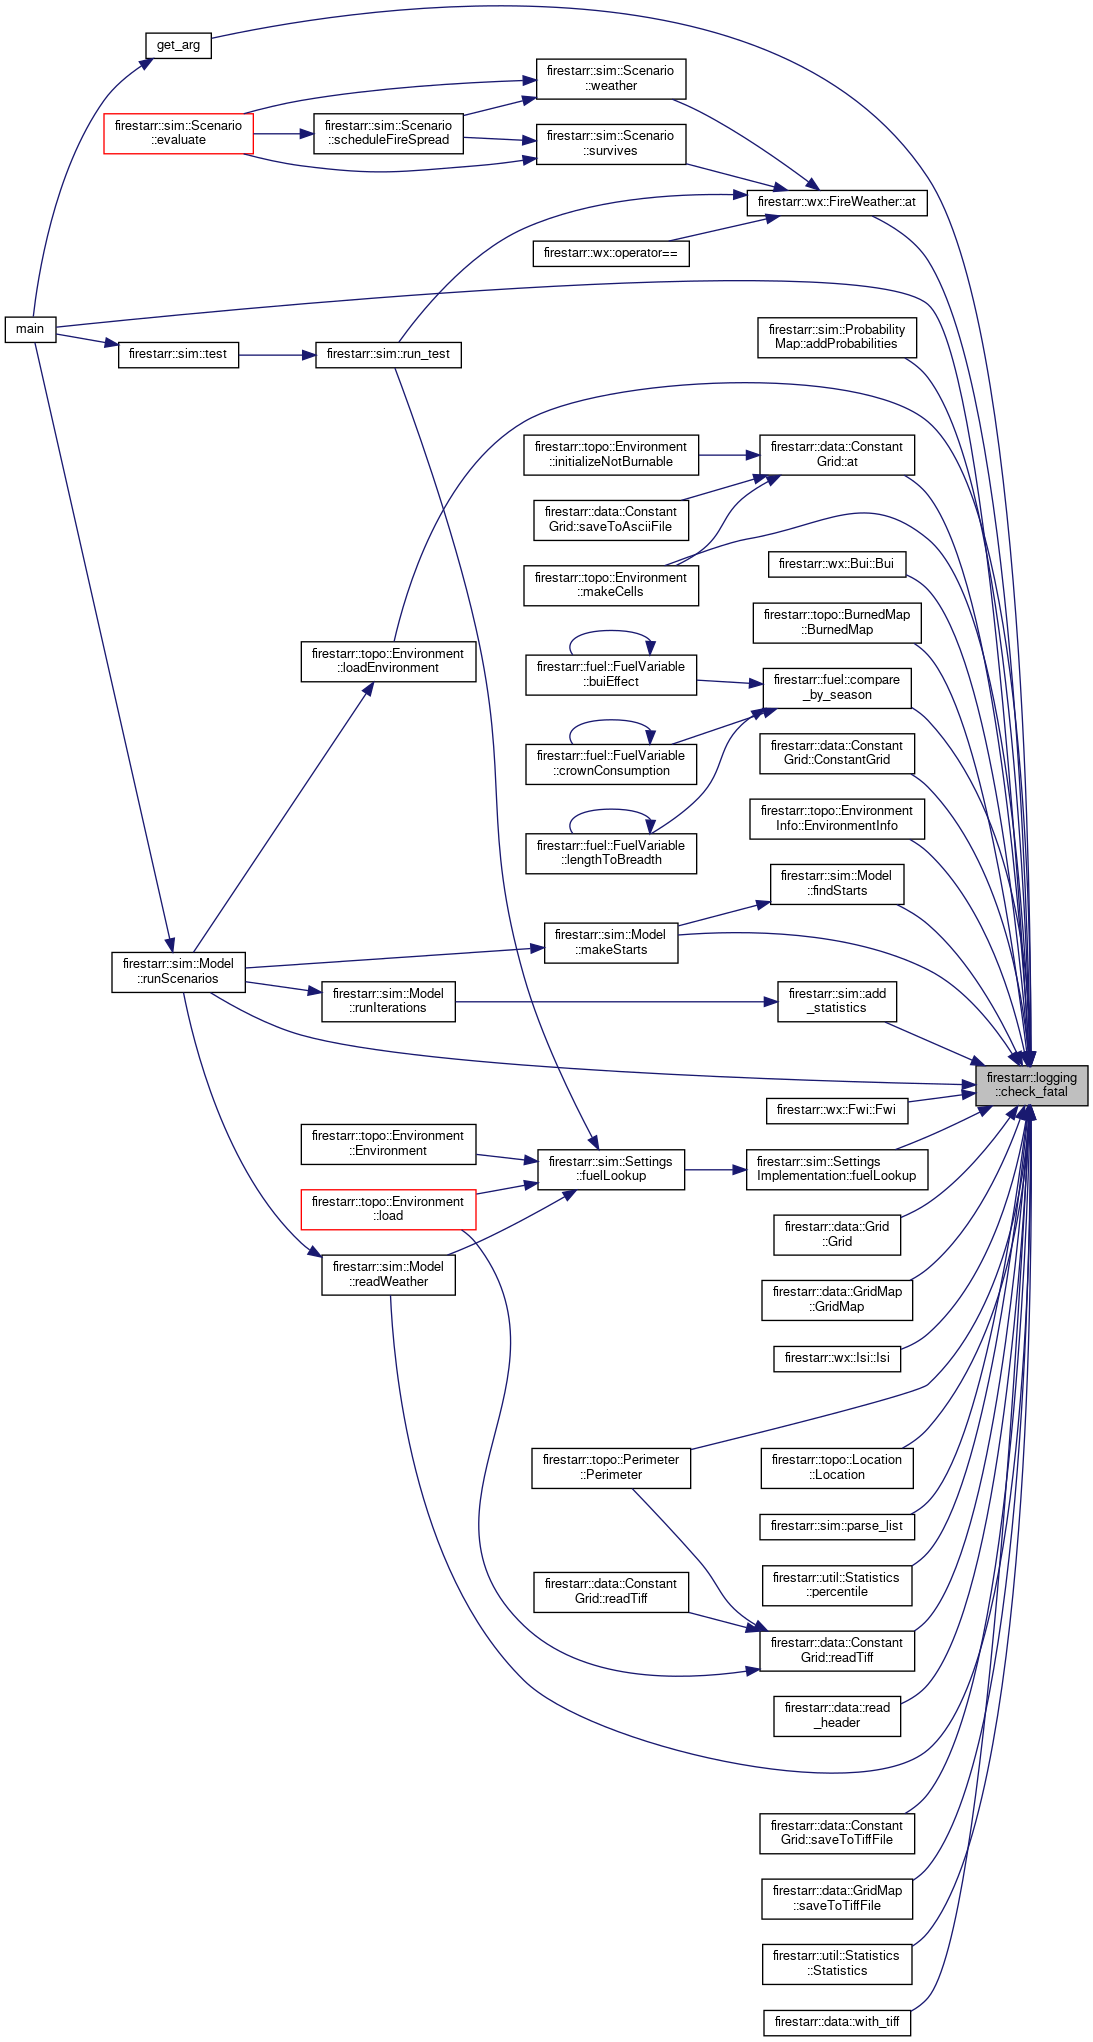 get_arg
firestarr::sim::Scenario
::weather
firestarr::sim::Scenario
::evaluate
firestarr::sim::Scenario
::scheduleFireSpread
firestarr::sim::Scenario
::survives
firestarr::wx::FireWeather::at
firestarr::wx::operator==
main
firestarr::sim::test
firestarr::sim::run_test
firestarr::sim::Probability
Map::addProbabilities
firestarr::topo::Environment
::initializeNotBurnable
firestarr::data::Constant
Grid::at
firestarr::data::Constant
Grid::saveToAsciiFile
firestarr::topo::Environment
::makeCells
firestarr::wx::Bui::Bui
firestarr::topo::BurnedMap
::BurnedMap
firestarr::topo::Environment
::loadEnvironment
firestarr::fuel::FuelVariable
::buiEffect
firestarr::fuel::compare
_by_season
firestarr::fuel::FuelVariable
::crownConsumption
firestarr::data::Constant
Grid::ConstantGrid
firestarr::topo::Environment
Info::EnvironmentInfo
firestarr::fuel::FuelVariable
::lengthToBreadth
firestarr::sim::Model
::findStarts
firestarr::sim::Model
::makeStarts
firestarr::sim::Model
::runScenarios
firestarr::sim::Model
::runIterations
firestarr::sim::add
_statistics
firestarr::logging
::check_fatal
firestarr::wx::Fwi::Fwi
firestarr::topo::Environment
::Environment
firestarr::sim::Settings
::fuelLookup
firestarr::sim::Settings
Implementation::fuelLookup
firestarr::topo::Environment
::load
firestarr::data::Grid
::Grid
firestarr::sim::Model
::readWeather
firestarr::data::GridMap
::GridMap
firestarr::wx::Isi::Isi
firestarr::topo::Perimeter
::Perimeter
firestarr::topo::Location
::Location
firestarr::sim::parse_list
firestarr::data::Constant
Grid::readTiff
firestarr::util::Statistics
::percentile
firestarr::data::Constant
Grid::readTiff
firestarr::data::read
_header
firestarr::data::Constant
Grid::saveToTiffFile
firestarr::data::GridMap
::saveToTiffFile
firestarr::util::Statistics
::Statistics
firestarr::data::with_tiff